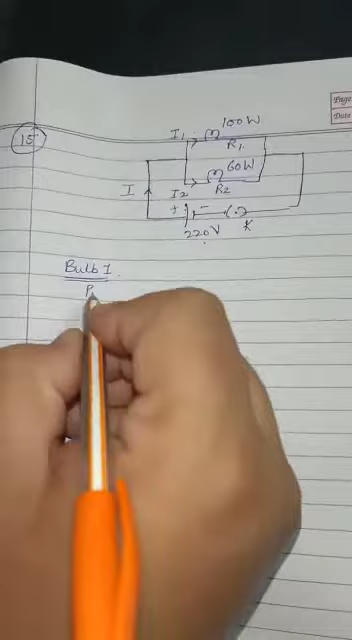 Page
Date
15
I₁ 100W
R₁
60W
I I₂ R₂
+ -
220V K
Bulb 1.
P